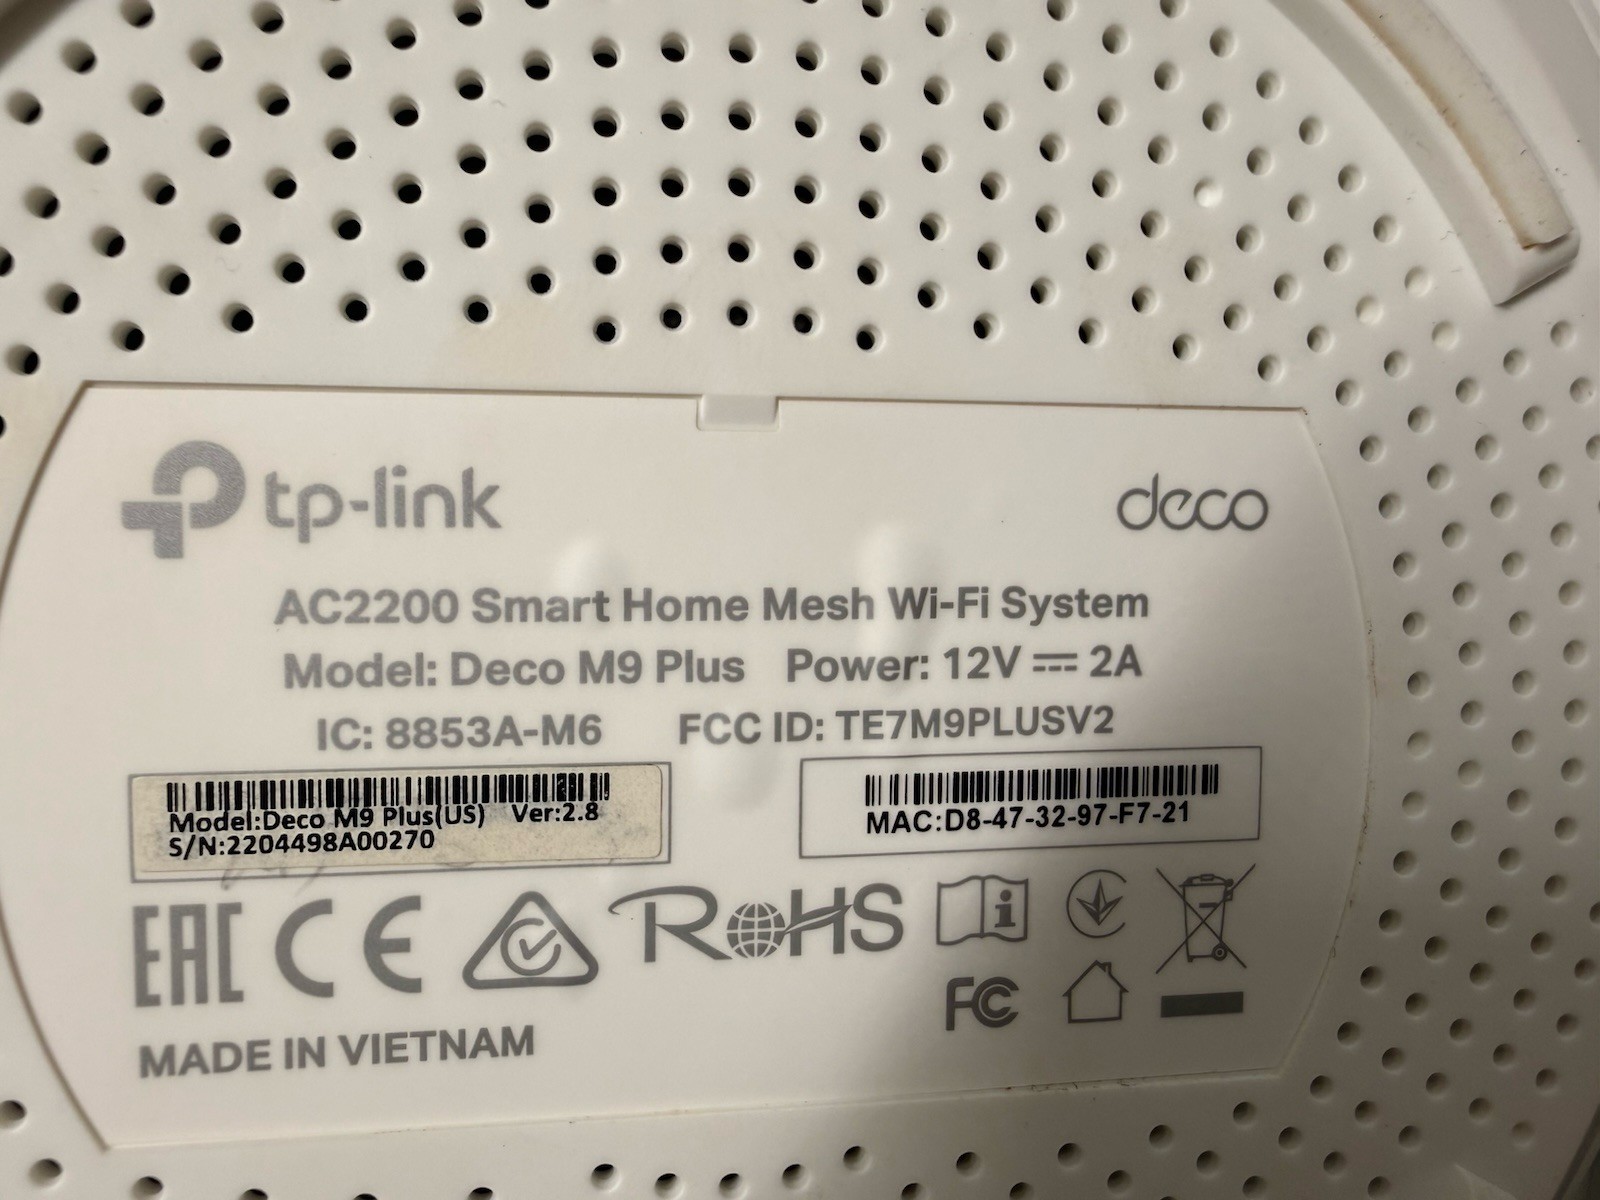 tp-link
deco
AC2200 Smart Home Mesh Wi-Fi System
Model: Deco M9 Plus Power: 12V ⎓ 2A
IC: 8853A-M6 FCC ID: TE7M9PLUSV2
Model:Deco M9 Plus(US) Ver:2.8
S/N:2204498A00270
MAC:D8-47-32-97-F7-21
EAC CE RoHS
FC
MADE IN VIETNAM